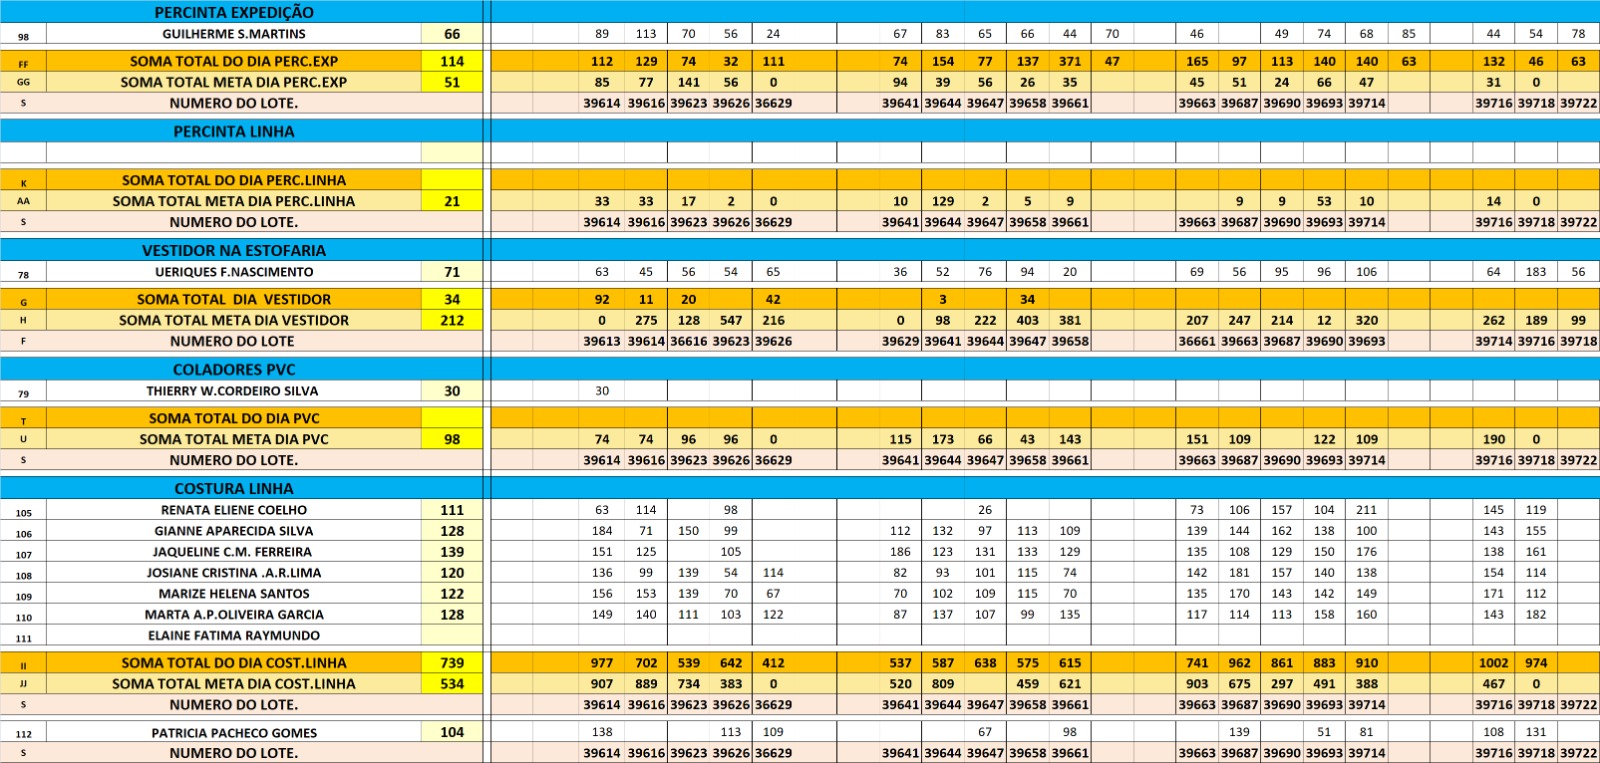 PERCINTA EXPEDIÇÃO
98 GUILHERME S.MARTINS 66 89 113 70 56 24 67 83 65 66 44 70 46 49 74 68 85 44 54 78
FF SOMA TOTAL DO DIA PERC.EXP 114 112 129 74 32 111 74 154 77 137 371 47 165 97 113 140 140 63 132 46 63
GG SOMA TOTAL META DIA PERC.EXP 51 85 77 141 56 0 94 39 56 26 35 45 51 24 66 47 31 0
S NUMERO DO LOTE. 39614 39616 39623 39626 36629 39641 39644 39647 39658 39661 39663 39687 39690 39693 39714 39716 39718 39722
PERCINTA LINHA
K SOMA TOTAL DO DIA PERC.LINHA
AA SOMA TOTAL META DIA PERC.LINHA 21 33 33 17 2 0 10 129 2 5 9 9 9 53 10 14 0
S NUMERO DO LOTE. 39614 39616 39623 39626 36629 39641 39644 39647 39658 39661 39663 39687 39690 39693 39714 39716 39718 39722
VESTIDOR NA ESTOFARIA
78 UERIQUES F.NASCIMENTO 71 63 45 56 54 65 36 52 76 94 20 69 56 95 96 106 64 183 56
G SOMA TOTAL DIA VESTIDOR 34 92 11 20 42 3 34
H SOMA TOTAL META DIA VESTIDOR 212 0 275 128 547 216 0 98 222 403 381 207 247 214 12 320 262 189 99
F NUMERO DO LOTE 39613 39614 36616 39623 39626 39629 39641 39644 39647 39658 36661 39663 39687 39690 39693 39714 39716 39718
COLADORES PVC
79 THIERRY W.CORDEIRO SILVA 30 30
T SOMA TOTAL DO DIA PVC
U SOMA TOTAL META DIA PVC 98 74 74 96 96 0 115 173 66 43 143 151 109 122 109 190 0
S NUMERO DO LOTE. 39614 39616 39623 39626 36629 39641 39644 39647 39658 39661 39663 39687 39690 39693 39714 39716 39718 39722
COSTURA LINHA
105 RENATA ELIENE COELHO 111 63 114 98 26 73 106 157 104 211 145 119
106 GIANNE APARECIDA SILVA 128 184 71 150 99 112 132 97 113 109 139 144 162 138 100 143 155
107 JAQUELINE C.M. FERREIRA 139 151 125 105 186 123 131 133 129 135 108 129 150 176 138 161
108 JOSIANE CRISTINA .A.R.LIMA 120 136 99 139 54 114 82 93 101 115 74 142 181 157 140 138 154 114
109 MARIZE HELENA SANTOS 122 156 153 139 70 67 70 102 109 115 70 135 170 143 142 149 171 112
110 MARTA A.P.OLIVEIRA GARCIA 128 149 140 111 103 122 87 137 107 99 135 117 114 113 158 160 143 182
111 ELAINE FATIMA RAYMUNDO
II SOMA TOTAL DO DIA COST.LINHA 739 977 702 539 642 412 537 587 638 575 615 741 962 861 883 910 1002 974
JJ SOMA TOTAL META DIA COST.LINHA 534 907 889 734 383 0 520 809 459 621 903 675 297 491 388 467 0
S NUMERO DO LOTE. 39614 39616 39623 39626 36629 39641 39644 39647 39658 39661 39663 39687 39690 39693 39714 39716 39718 39722
112 PATRICIA PACHECO GOMES 104 138 113 109 67 98 139 51 81 108 131
S NUMERO DO LOTE. 39614 39616 39623 39626 36629 39641 39644 39647 39658 39661 39663 39687 39690 39693 39714 39716 39718 39722